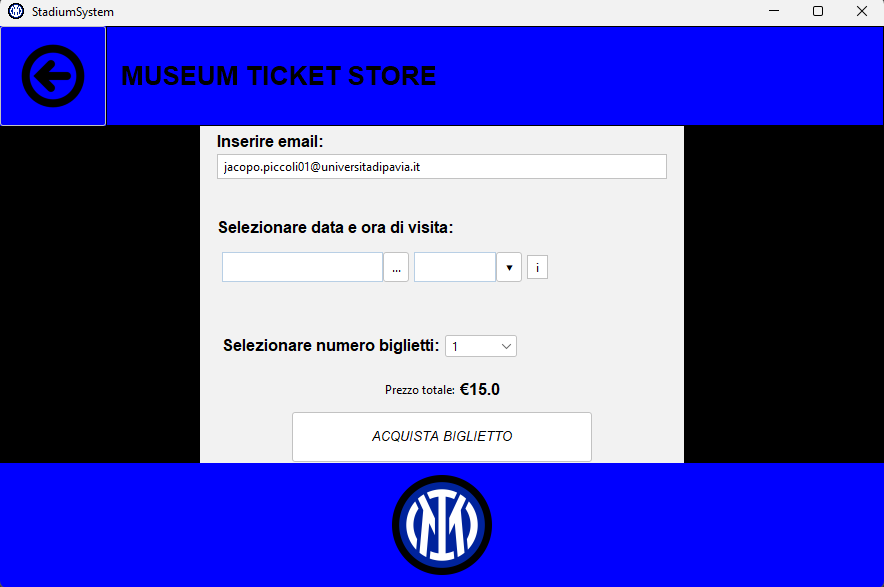 StadiumSystem
MUSEUM TICKET STORE
Inserire email:
jacopo.piccoli01@universitadipavia.it
Selezionare data e ora di visita:
... i
Selezionare numero biglietti: 1
Prezzo totale: €15.0
ACQUISTA BIGLIETTO